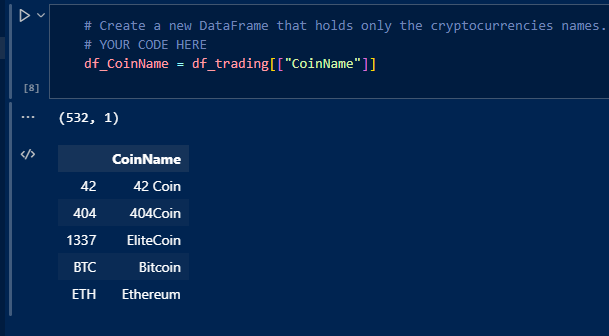 # Create a new DataFrame that holds only the cryptocurrencies names.
# YOUR CODE HERE
df_CoinName = df_trading[["CoinName"]]
[8]
(532, 1)
CoinName
42 42 Coin
404 404Coin
1337 EliteCoin
BTC Bitcoin
ETH Ethereum